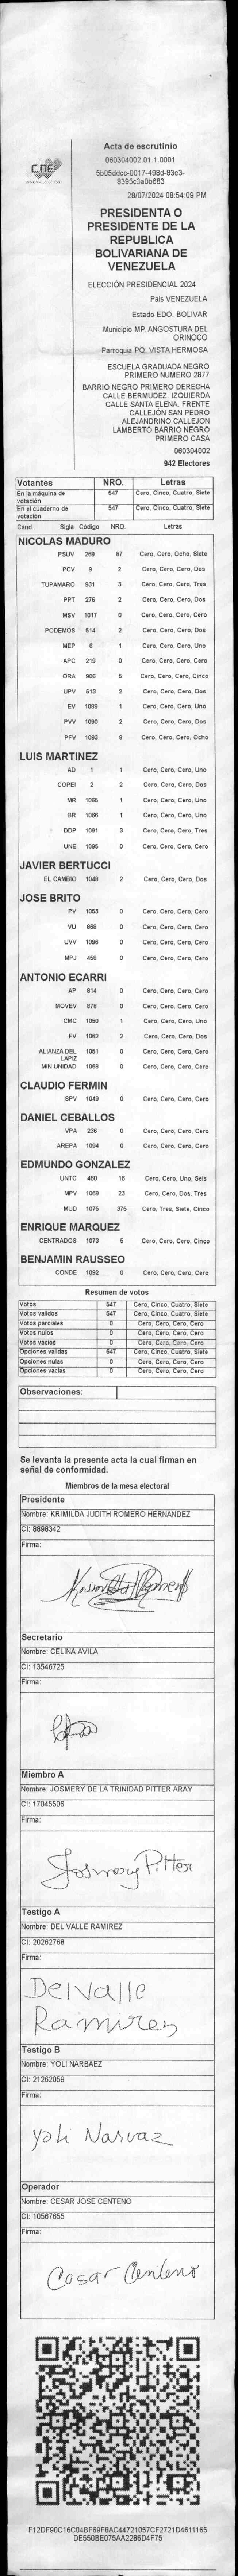 CNE
Acta de escrutinio
060304002.01.1.0001
28/07/2024 08:54:09 PM
PRESIDENTA O
PRESIDENTE DE LA
REPUBLICA
BOLIVARIANA DE
VENEZUELA
ELECCIÓN PRESIDENCIAL 2024
País VENEZUELA
Estado EDO. BOLIVAR
Municipio MP. ANGOSTURA DEL
ORINOCO
Parroquia PQ. VISTA HERMOSA
ESCUELA GRADUADA NEGRO
PRIMERO NUMERO 2877
BARRIO NEGRO PRIMERO DERECHA
CALLE BERMUDEZ. IZQUIERDA
CALLE SANTA ELENA. FRENTE
CALLEJÓN SAN PEDRO
ALEJANDRINO CALLEJON
LAMBERTO BARRIO NEGRO
PRIMERO CASA
060304002
942 Electores
Votantes NRO. Letras
En la máquina de votación 547 Cero, Cinco, Cuatro, Siete
En el cuaderno de votación 547 Cero, Cinco, Cuatro, Siete
Cand. Sigla Código NRO. Letras
NICOLAS MADURO
PSUV 269 87 Cero, Cero, Ocho, Siete
PCV 9 2 Cero, Cero, Cero, Dos
TUPAMARO 931 3 Cero, Cero, Cero, Tres
PPT 275 2 Cero, Cero, Cero, Dos
MSV 1017 0 Cero, Cero, Cero, Cero
PODEMOS 514 2 Cero, Cero, Cero, Dos
MEP 6 1 Cero, Cero, Cero, Uno
APC 219 0 Cero, Cero, Cero, Cero
ORA 906 5 Cero, Cero, Cero, Cinco
UPV 513 2 Cero, Cero, Cero, Dos
EV 1089 1 Cero, Cero, Cero, Uno
PVV 1090 2 Cero, Cero, Cero, Dos
PFV 1093 8 Cero, Cero, Cero, Ocho
LUIS MARTINEZ
AD 1 1 Cero, Cero, Cero, Uno
COPEI 2 2 Cero, Cero, Cero, Dos
MR 1065 1 Cero, Cero, Cero, Uno
BR 1066 1 Cero, Cero, Cero, Uno
DDP 1091 3 Cero, Cero, Cero, Tres
UNE 1095 0 Cero, Cero, Cero, Cero
JAVIER BERTUCCI
EL CAMBIO 1048 2 Cero, Cero, Cero, Dos
JOSE BRITO
PV 1053 0 Cero, Cero, Cero, Cero
VU 969 0 Cero, Cero, Cero, Cero
UVV 1096 0 Cero, Cero, Cero, Cero
MPJ 458 0 Cero, Cero, Cero, Cero
ANTONIO ECARRI
AP 914 0 Cero, Cero, Cero, Cero
MOVEV 978 0 Cero, Cero, Cero, Cero
CMC 1050 1 Cero, Cero, Cero, Uno
FV 1062 2 Cero, Cero, Cero, Dos
ALIANZA DEL LAPIZ 1051 0 Cero, Cero, Cero, Cero
MIN UNIDAD 1068 0 Cero, Cero, Cero, Cero
CLAUDIO FERMIN
SPV 1049 0 Cero, Cero, Cero, Cero
DANIEL CEBALLOS
VPA 236 0 Cero, Cero, Cero, Cero
AREPA 1094 0 Cero, Cero, Cero, Cero
EDMUNDO GONZALEZ
UNTC 460 16 Cero, Cero, Uno, Seis
MPV 1069 23 Cero, Cero, Dos, Tres
MUD 1075 375 Cero, Tres, Siete, Cinco
ENRIQUE MARQUEZ
CENTRADOS 1073 5 Cero, Cero, Cero, Cinco
BENJAMIN RAUSSEO
CONDE 1092 0 Cero, Cero, Cero, Cero
Resumen de votos
Votos 547 Cero, Cinco, Cuatro, Siete
Votos validos 547 Cero, Cinco, Cuatro, Siete
Votos parciales 0 Cero, Cero, Cero, Cero
Votos nulos 0 Cero, Cero, Cero, Cero
Votos vacios 0 Cero, Cero, Cero, Cero
Opciones validas 547 Cero, Cinco, Cuatro, Siete
Opciones nulas 0 Cero, Cero, Cero, Cero
Opciones vacias 0 Cero, Cero, Cero, Cero
Observaciones:
Se levanta la presente acta la cual firman en
señal de conformidad.
Miembros de la mesa electoral
Presidente
Nombre: KRIMILDA JUDITH ROMERO HERNANDEZ
CI: 8898342
Firma:
Secretario
Nombre: CELINA AVILA
CI: 13546725
Firma:
Miembro A
Nombre: JOSMERY DE LA TRINIDAD PITTER ARAY
CI: 17045506
Firma:
Josmery Pitter
Testigo A
Nombre: DEL VALLE RAMIREZ
CI: 20262768
Firma:
Delvalle
Ramirez
Testigo B
Nombre: YOLI NARBAEZ
CI: 21262059
Firma:
Yoli Narvaz
Operador
Nombre: CESAR JOSE CENTENO
CI: 10567655
Firma:
Cesar Centeno
F12DF90C16C04BF69F8AC44721057CF2721D4611165
DE550BE075AA2286D4F75